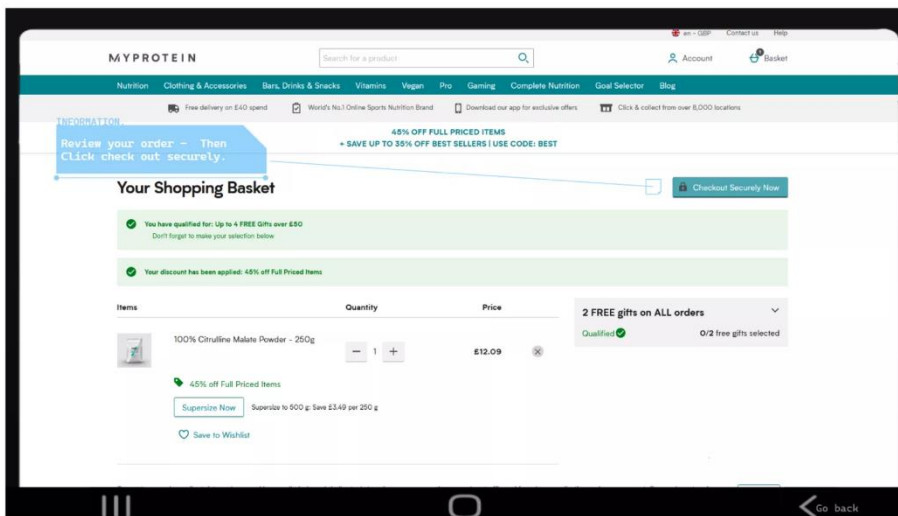 en - GBP Contact us Help
MYPROTEIN
Search for a product
Account
0
Basket
Nutrition Clothing & Accessories Bars, Drinks & Snacks Vitamins Vegan Pro Gaming Complete Nutrition Goal Selector Blog
Free delivery on £40 spend World's No.1 Online Sports Nutrition Brand Download our app for exclusive offers Click & collect from over 8,000 locations
INFORMATION.
Review your order - Then
Click check out securely.
45% OFF FULL PRICED ITEMS
+ SAVE UP TO 35% OFF BEST SELLERS | USE CODE: BEST
Your Shopping Basket
Checkout Securely Now
You have qualified for: Up to 4 FREE Gifts over £50
Don't forget to make your selection below
Your discount has been applied: 45% off Full Priced Items
Items Quantity Price
2 FREE gifts on ALL orders
Qualified 0/2 free gifts selected
100% Citrulline Malate Powder - 250g
1
£12.09
45% off Full Priced Items
Supersize Now Supersize to 500 g: Save £3.49 per 250 g
Save to Wishlist
Go back